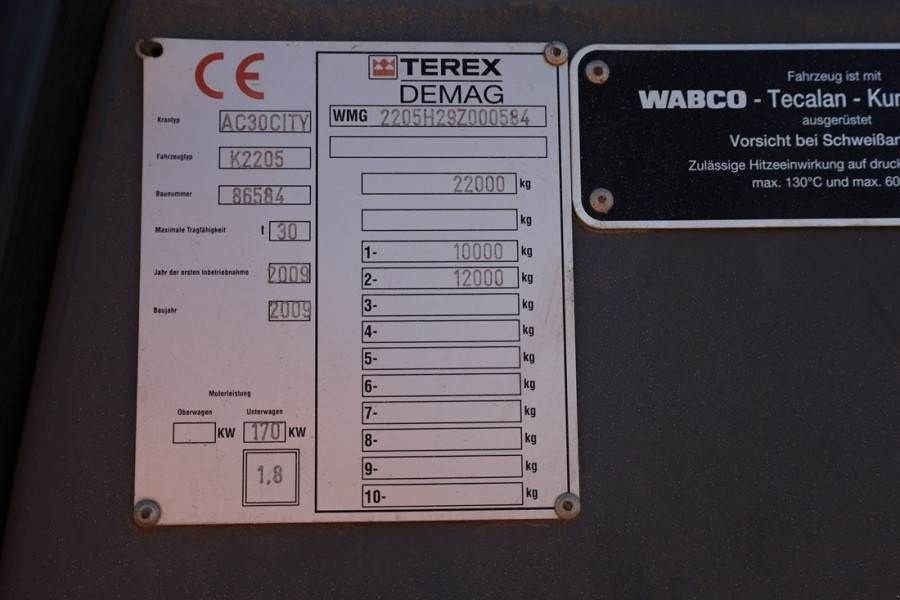 CE
Krantyp AC30CITY
Fahrzeugtyp K2205
Baunummer 86584
Maximale Tragfähigkeit t 30
Jahr der ersten Inbetriebnahme 2009
Baujahr 2009
Motorleistung
Oberwagen Unterwagen
KW 170 KW
1,8
TEREX
DEMAG
WMG 2205H29Z000584
22000 kg
kg
1- 10000 kg
2- 12000 kg
3- kg
4- kg
5- kg
6- kg
7- kg
8- kg
9- kg
10- kg
Fahrzeug ist mit
WABCO - Tecalan - Kun
ausgerüstet
Vorsicht bei Schweißar
Zulässige Hitzeeinwirkung auf druck
max. 130°C und max. 60